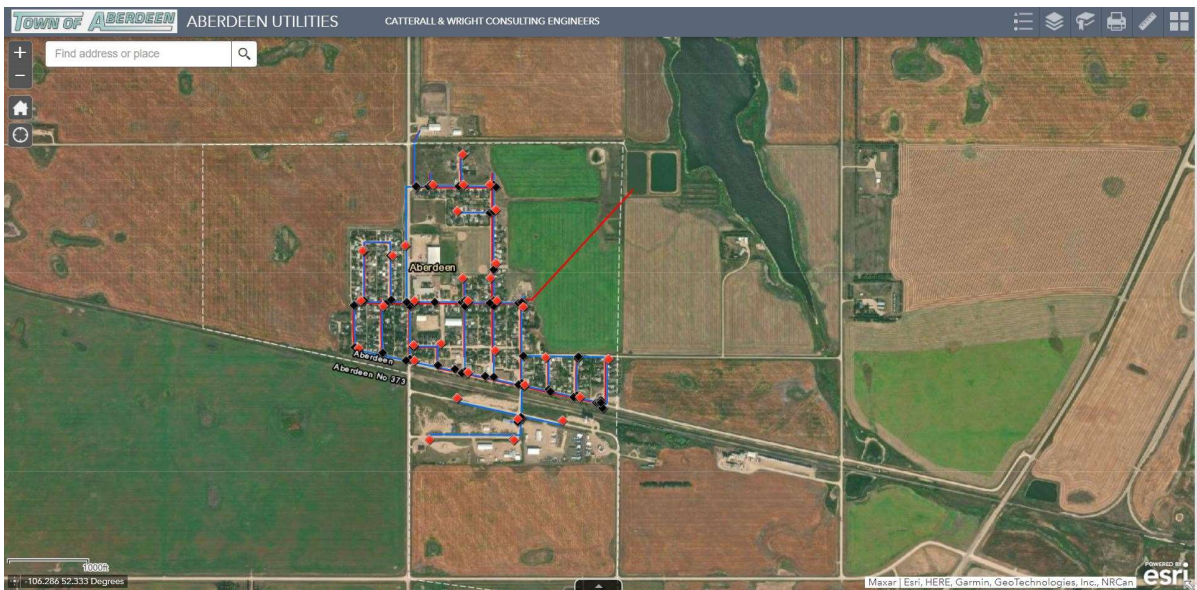 TOWN OF ABERDEEN ABERDEEN UTILITIES CATTERALL & WRIGHT CONSULTING ENGINEERS
+ Find address or place
−
Aberdeen
Aberdeen
Aberdeen No 373
1000ft
-106.286 52.333 Degrees
Maxar | Esri, HERE, Garmin, GeoTechnologies, Inc., NRCan
POWERED BY
esri